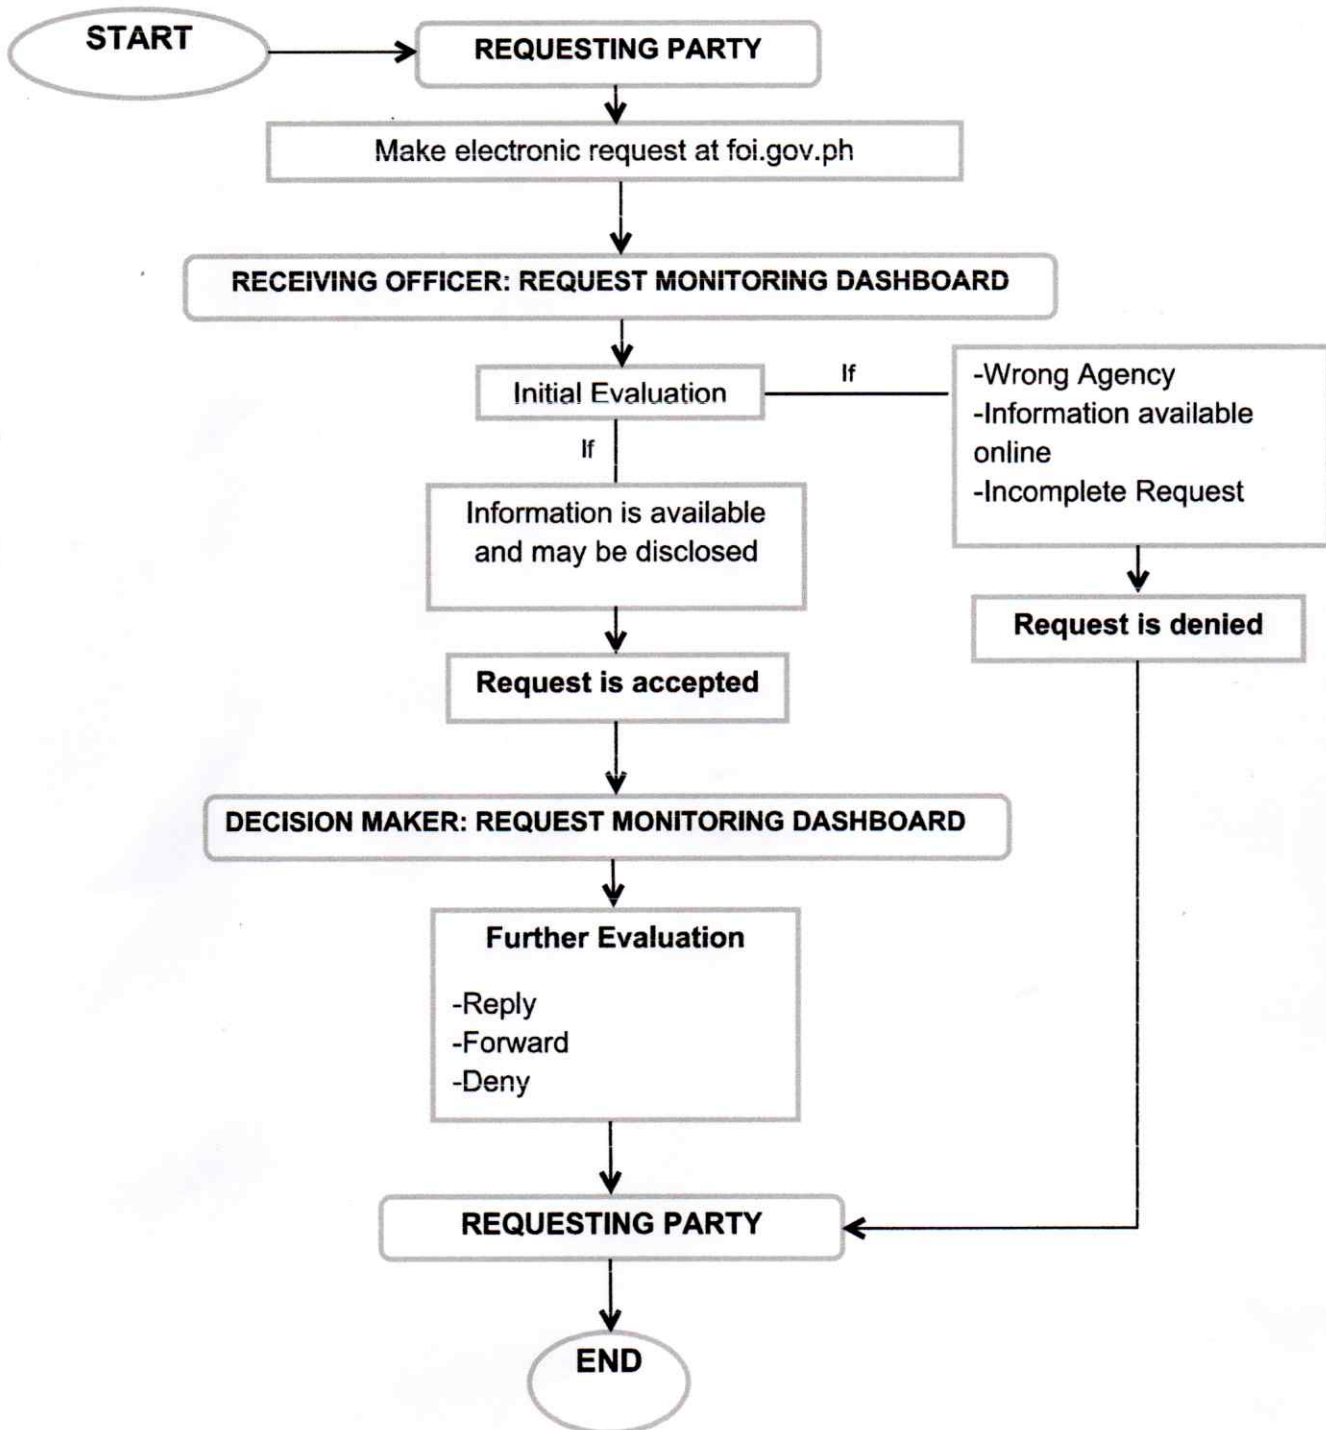 START
REQUESTING PARTY
Make electronic request at foi.gov.ph
RECEIVING OFFICER: REQUEST MONITORING DASHBOARD
Initial Evaluation
If
-Wrong Agency
-Information available
online
-Incomplete Request
If
Information is available
and may be disclosed
Request is denied
Request is accepted
DECISION MAKER: REQUEST MONITORING DASHBOARD
Further Evaluation
-Reply
-Forward
-Deny
REQUESTING PARTY
END